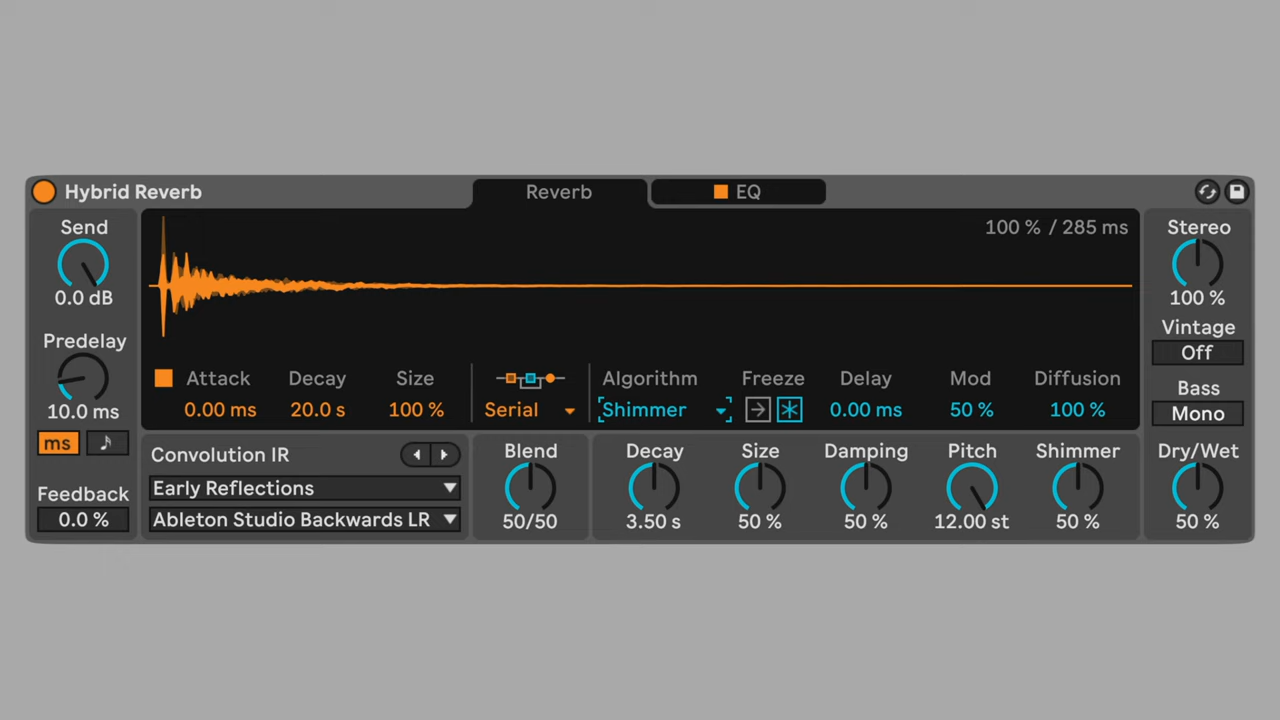 Hybrid Reverb
Reverb
EQ
Send
0.0 dB
Predelay
10.0 ms
ms
Feedback
0.0 %
100 % / 285 ms
Attack
0.00 ms
Decay
20.0 s
Size
100 %
Serial
Algorithm
Shimmer
Freeze
Delay
0.00 ms
Mod
50 %
Diffusion
100 %
Convolution IR
Early Reflections
Ableton Studio Backwards LR
Blend
50/50
Decay
3.50 s
Size
50 %
Damping
50 %
Pitch
12.00 st
Shimmer
50 %
Stereo
100 %
Vintage
Off
Bass
Mono
Dry/Wet
50 %